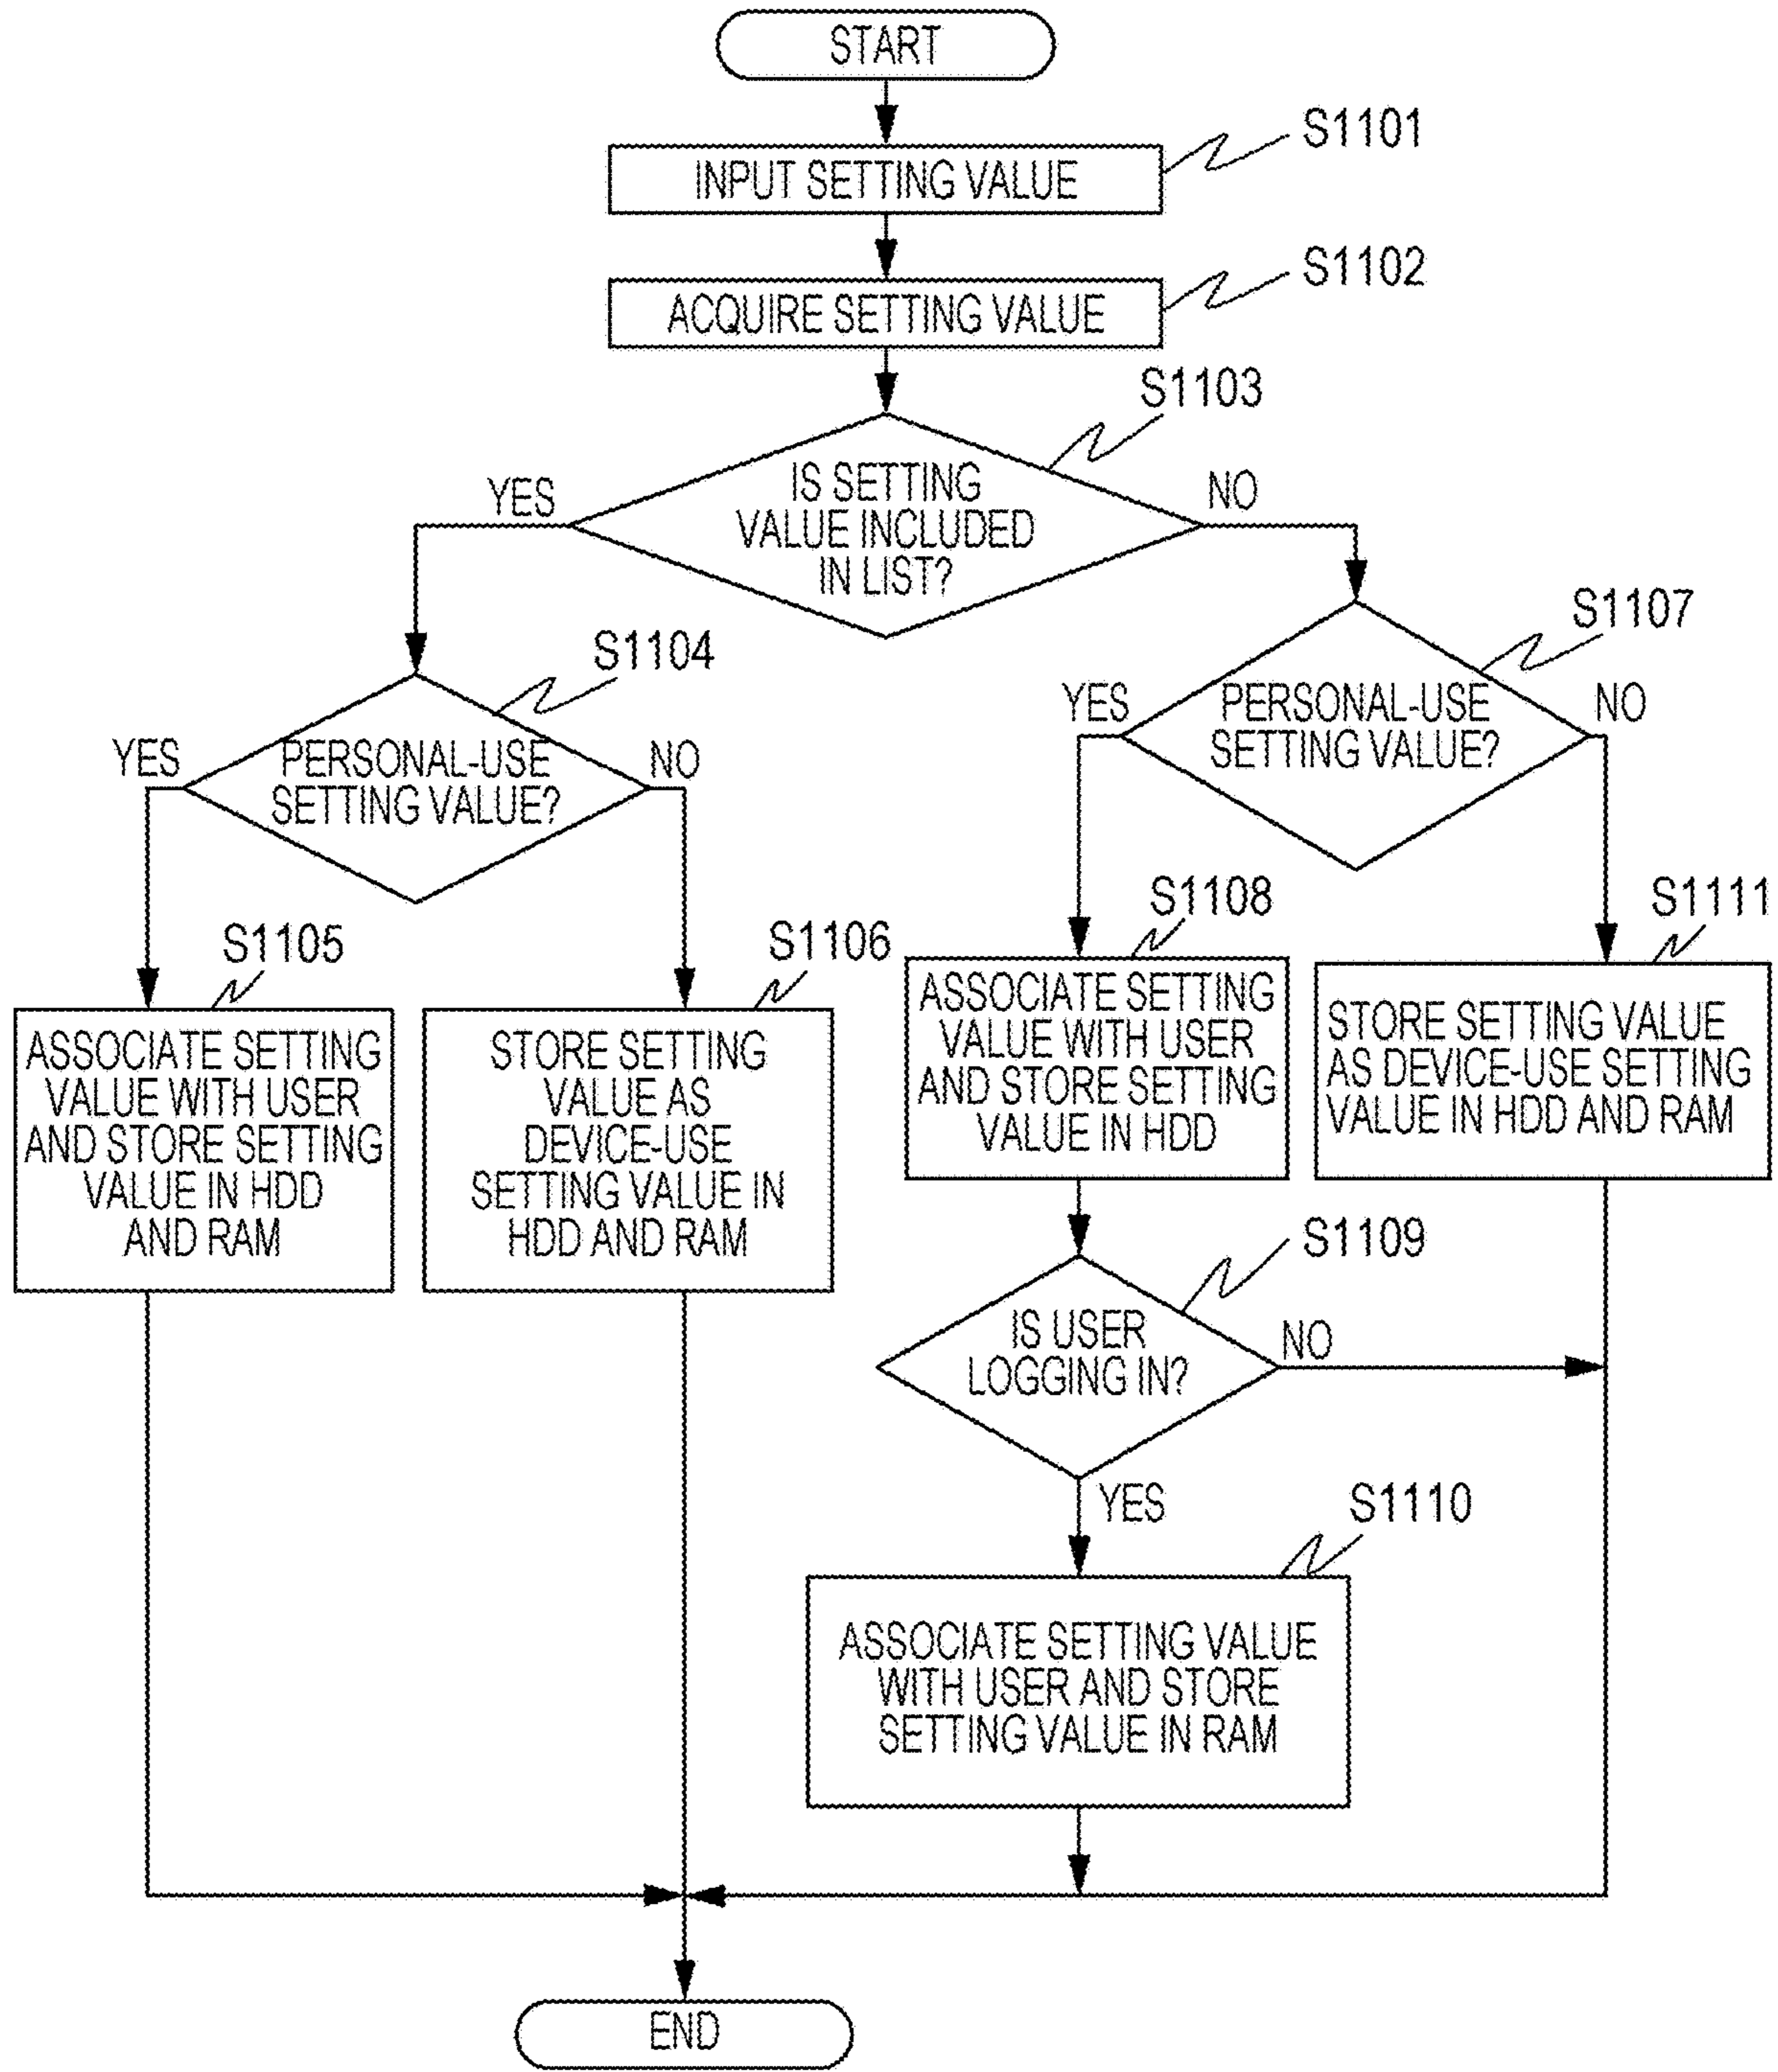 START
S1101
INPUT SETTING VALUE
S1102
ACQUIRE SETTING VALUE
S1103
IS SETTING
VALUE INCLUDED
IN LIST?
YES
NO
S1104
PERSONAL-USE
SETTING VALUE?
YES
NO
S1107
PERSONAL-USE
SETTING VALUE?
YES
NO
S1105
ASSOCIATE SETTING
VALUE WITH USER
AND STORE SETTING
VALUE IN HDD
AND RAM
S1106
STORE SETTING
VALUE AS
DEVICE-USE
SETTING VALUE IN
HDD AND RAM
S1108
ASSOCIATE SETTING
VALUE WITH USER
AND STORE SETTING
VALUE IN HDD
S1111
STORE SETTING VALUE
AS DEVICE-USE SETTING
VALUE IN HDD AND RAM
S1109
IS USER
LOGGING IN?
NO
YES
S1110
ASSOCIATE SETTING VALUE
WITH USER AND STORE
SETTING VALUE IN RAM
END